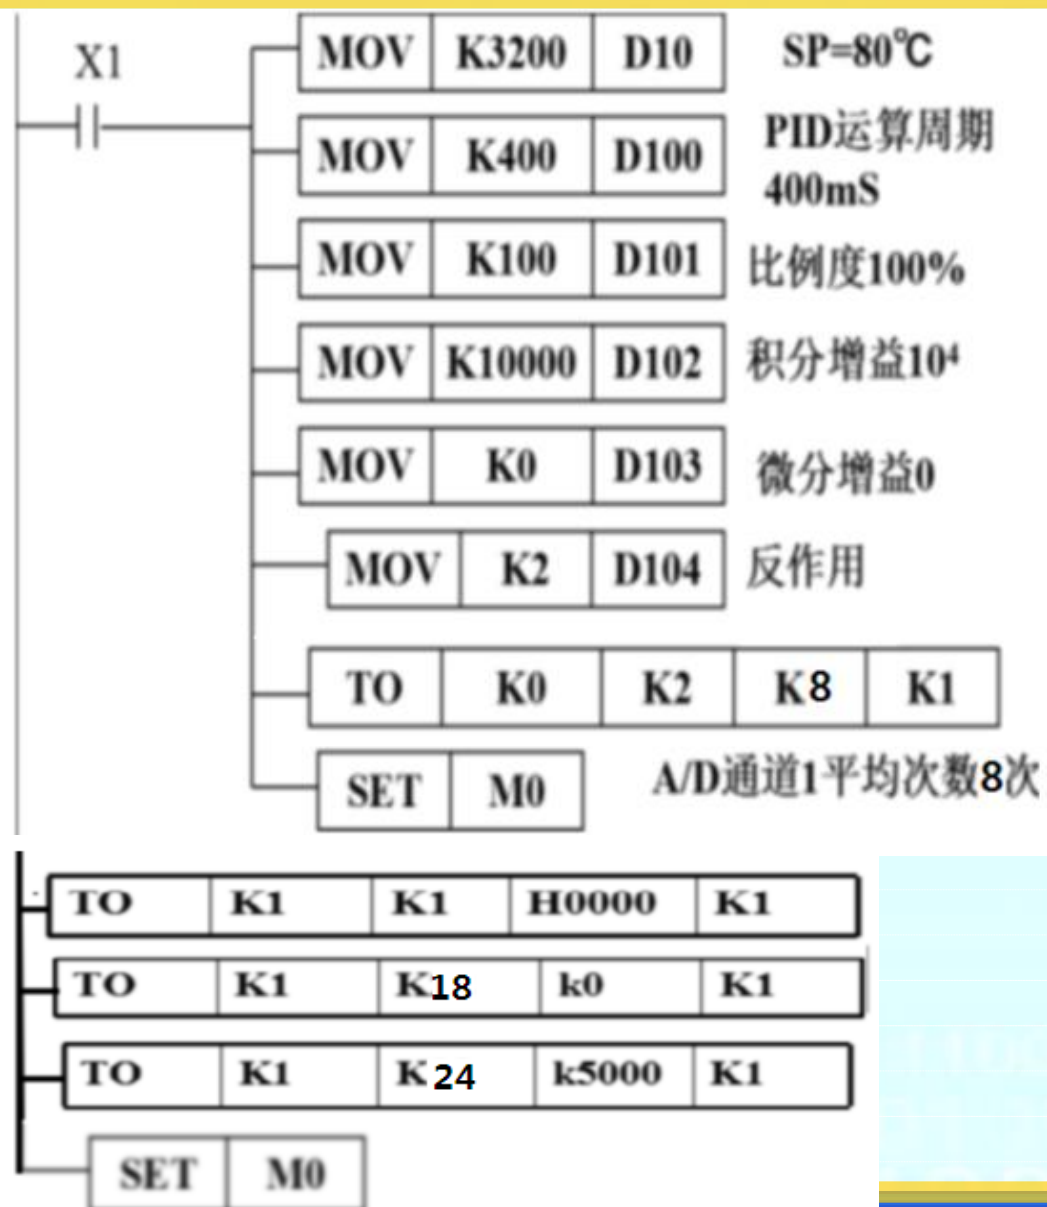 X1
MOV K3200 D10 SP=80℃
MOV K400 D100 PID运算周期
400mS
MOV K100 D101 比例度100%
MOV K10000 D102 积分增益10⁴
MOV K0 D103 微分增益0
MOV K2 D104 反作用
TO K0 K2 K8 K1
SET M0 A/D通道1平均次数8次
TO K1 K1 H0000 K1
TO K1 K18 k0 K1
TO K1 K24 k5000 K1
SET M0